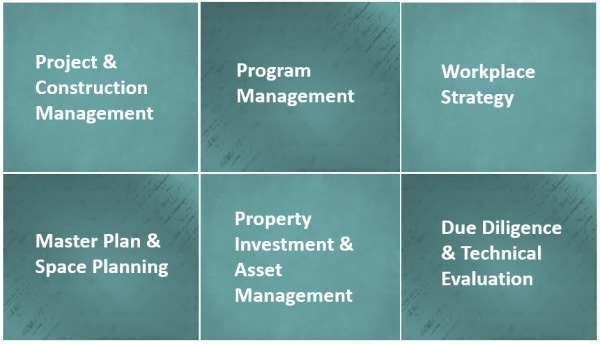 Project &
Construction
Management
Program
Management
Workplace
Strategy
Master Plan &
Space Planning
Property
Investment &
Asset
Management
Due Diligence
& Technical
Evaluation